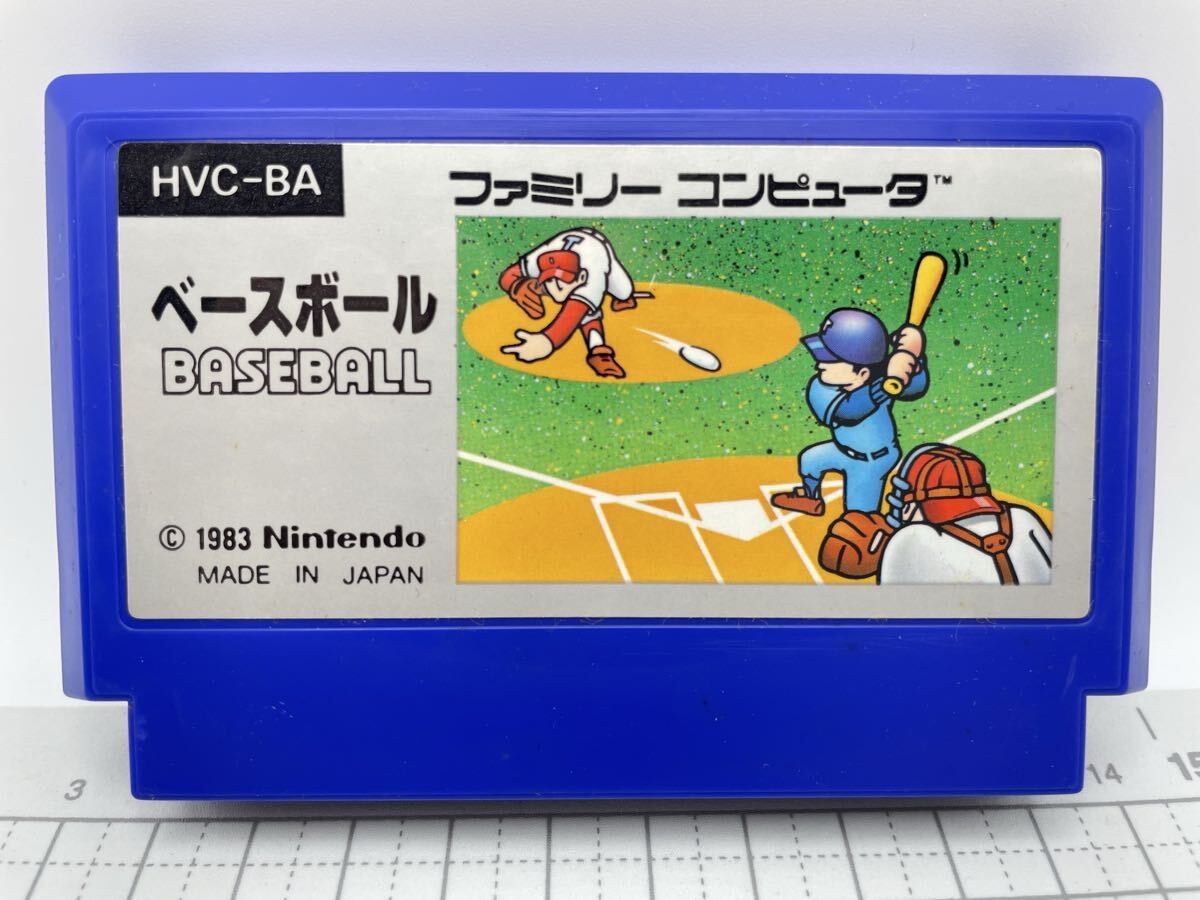 HVC-BA
ファミリー コンピュータ™
ベースボール
BASEBALL
© 1983 Nintendo
MADE IN JAPAN
T
3
14
15